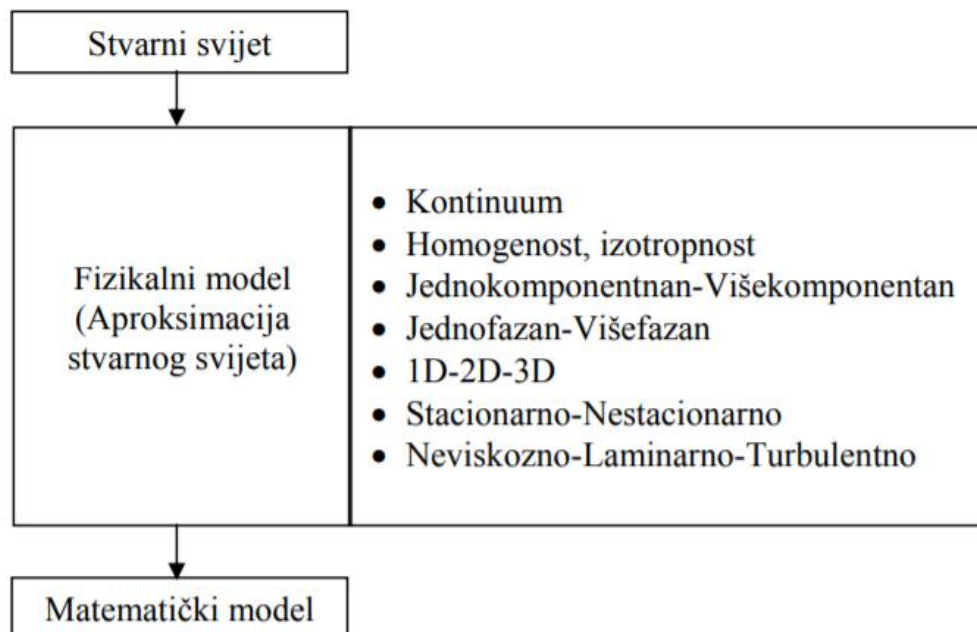 Stvarni svijet
Fizikalni model
(Aproksimacija
stvarnog svijeta)
• Kontinuum
• Homogenost, izotropnost
• Jednokomponentnan-Višekomponentan
• Jednofazan-Višefazan
• 1D-2D-3D
• Stacionarno-Nestacionarno
• Neviskozno-Laminarno-Turbulentno
Matematički model